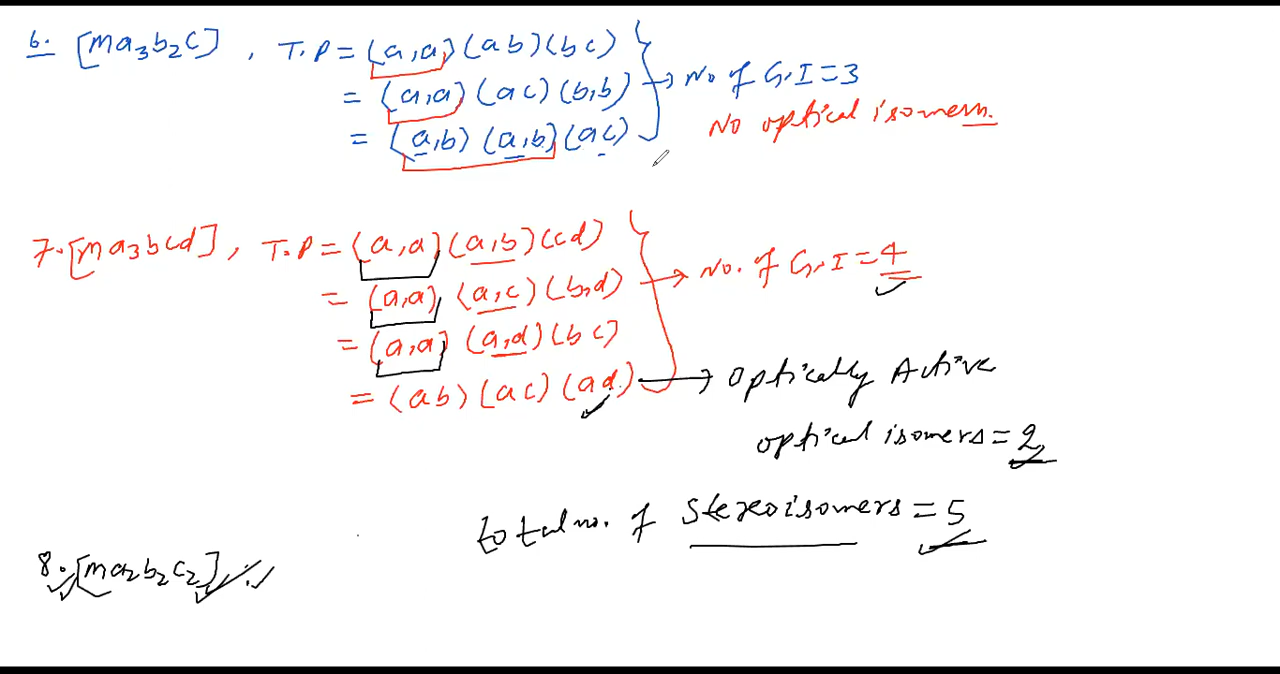 6. [Ma₃b₂c] , T.P = (a,a) (ab) (bc)
= (a,a) (ac) (b,b) → No of G.I = 3
= (a,b) (a,b) (ac) No optical isomers.
7. [Ma₃bcd] , T.P = (a,a) (a,b) (cd)
= (a,a) (a,c) (b,d) → No. of G.I = 4
= (a,a) (a,d) (bc)
= (ab) (ac) (ad) → Optically Active
optical isomers = 2
total no. of Stereoisomers = 5
8. [Ma₂b₂c₂]